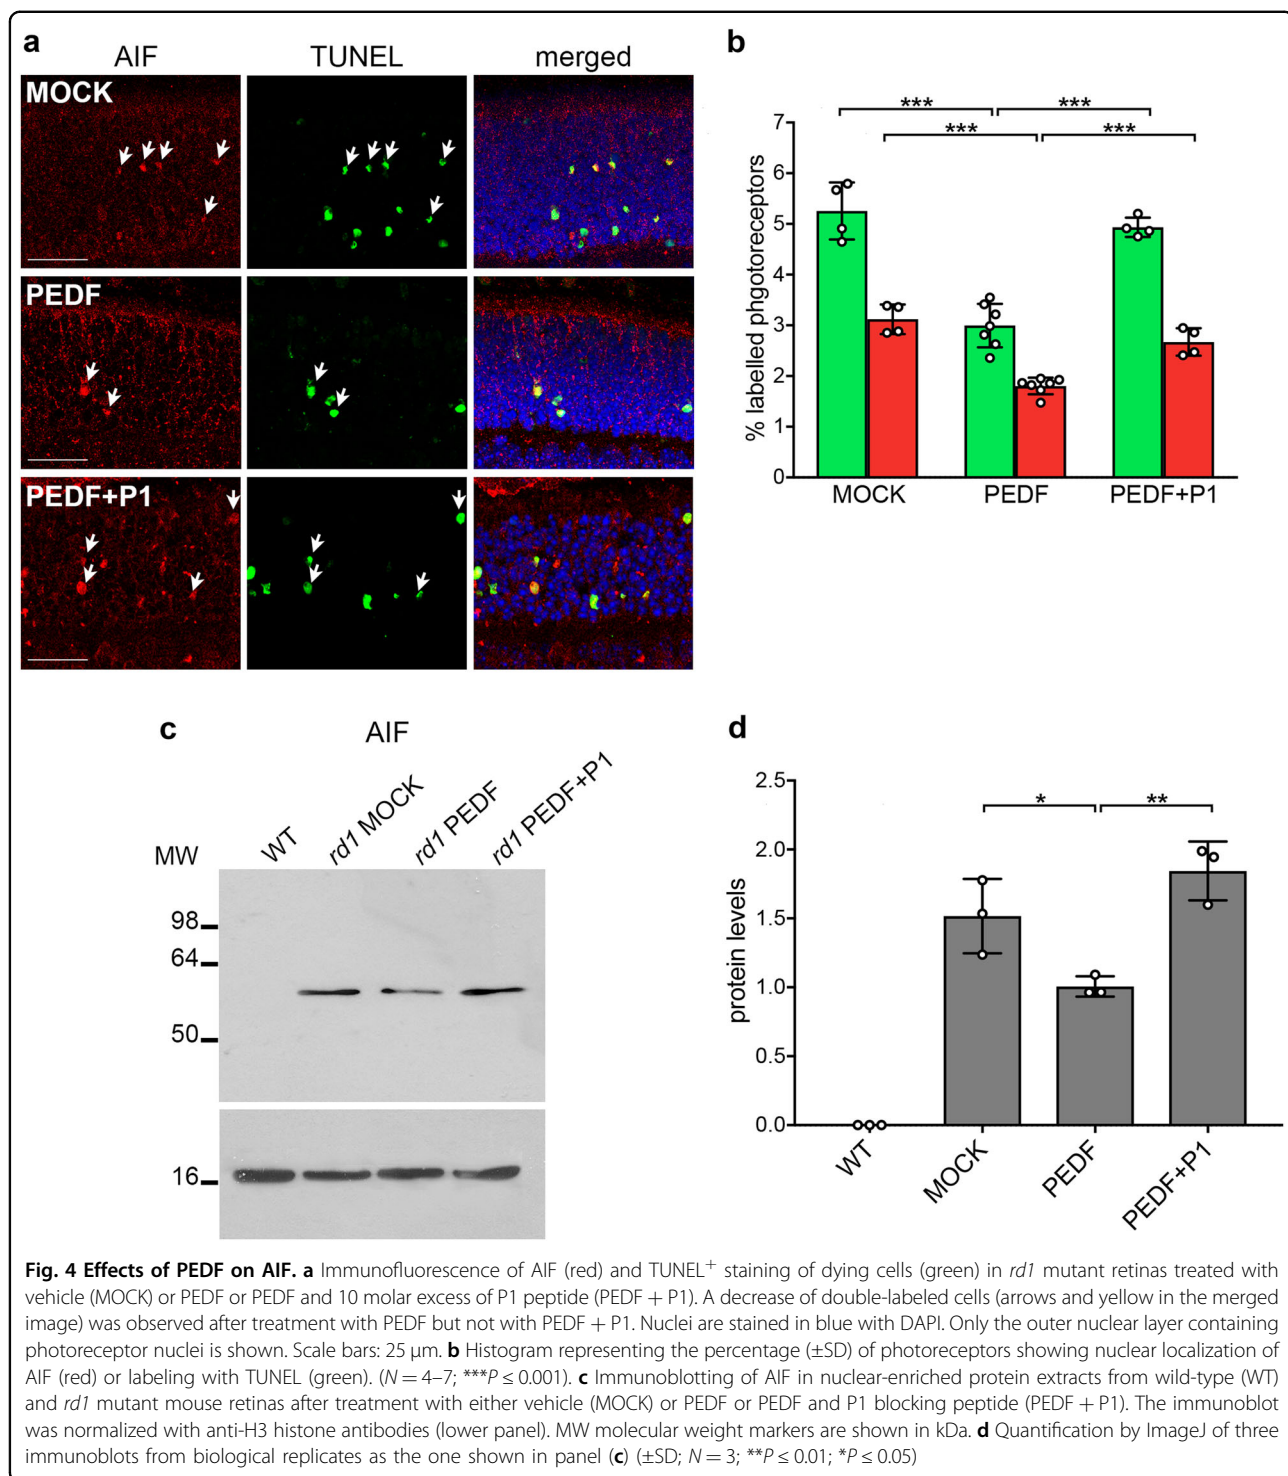 a
AIF TUNEL merged
MOCK
PEDF
PEDF+P1
b
*** ***
*** ***
% labelled phgotoreceptors
7
6
5
4
3
2
1
0
MOCK PEDF PEDF+P1
c
AIF
MW WT rd1 MOCK rd1 PEDF rd1 PEDF+P1
98
64
50
16
d
* **
protein levels
2.5
2.0
1.5
1.0
0.5
0.0
WT MOCK PEDF PEDF+P1
Fig. 4 Effects of PEDF on AIF. a Immunofluorescence of AIF (red) and TUNEL+ staining of dying cells (green) in rd1 mutant retinas treated with
vehicle (MOCK) or PEDF or PEDF and 10 molar excess of P1 peptide (PEDF + P1). A decrease of double-labeled cells (arrows and yellow in the merged
image) was observed after treatment with PEDF but not with PEDF + P1. Nuclei are stained in blue with DAPI. Only the outer nuclear layer containing
photoreceptor nuclei is shown. Scale bars: 25 μm. b Histogram representing the percentage (±SD) of photoreceptors showing nuclear localization of
AIF (red) or labeling with TUNEL (green). (N = 4–7; ***P ≤ 0.001). c Immunoblotting of AIF in nuclear-enriched protein extracts from wild-type (WT)
and rd1 mutant mouse retinas after treatment with either vehicle (MOCK) or PEDF or PEDF and P1 blocking peptide (PEDF + P1). The immunoblot
was normalized with anti-H3 histone antibodies (lower panel). MW molecular weight markers are shown in kDa. d Quantification by ImageJ of three
immunoblots from biological replicates as the one shown in panel (c) (±SD; N = 3; **P ≤ 0.01; *P ≤ 0.05)